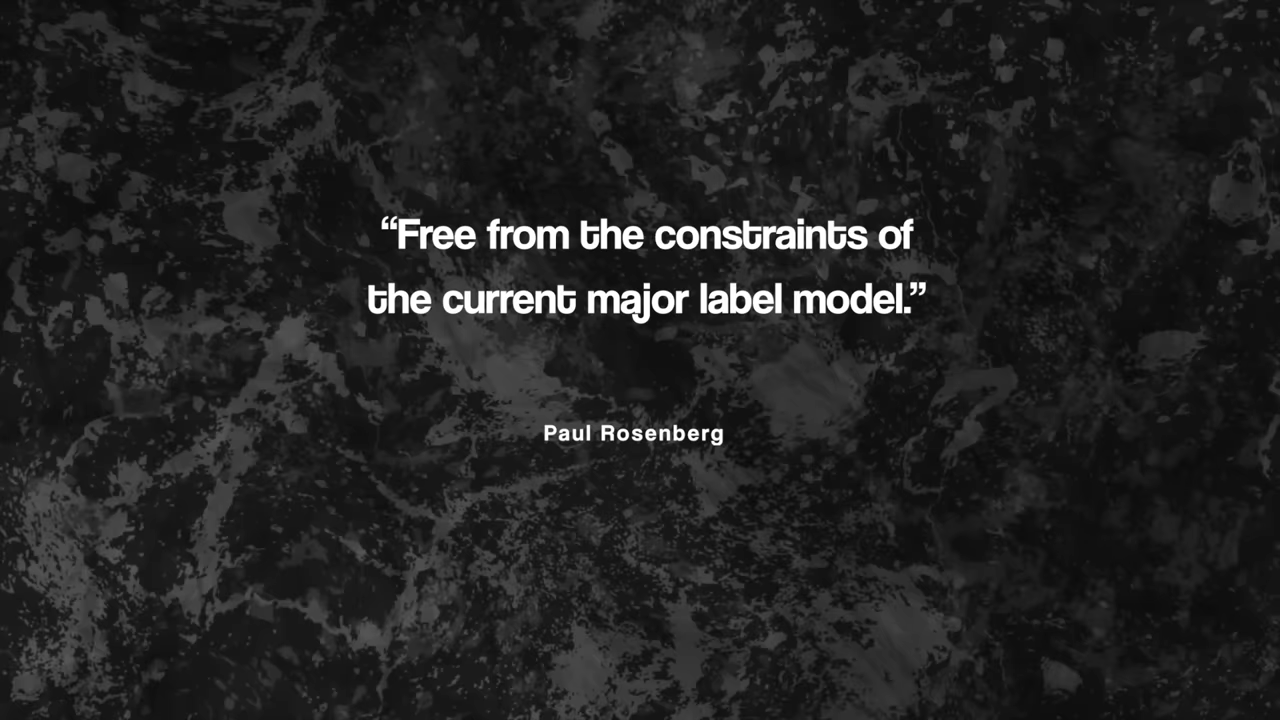 “Free from the constraints of
the current major label model.”
Paul Rosenberg